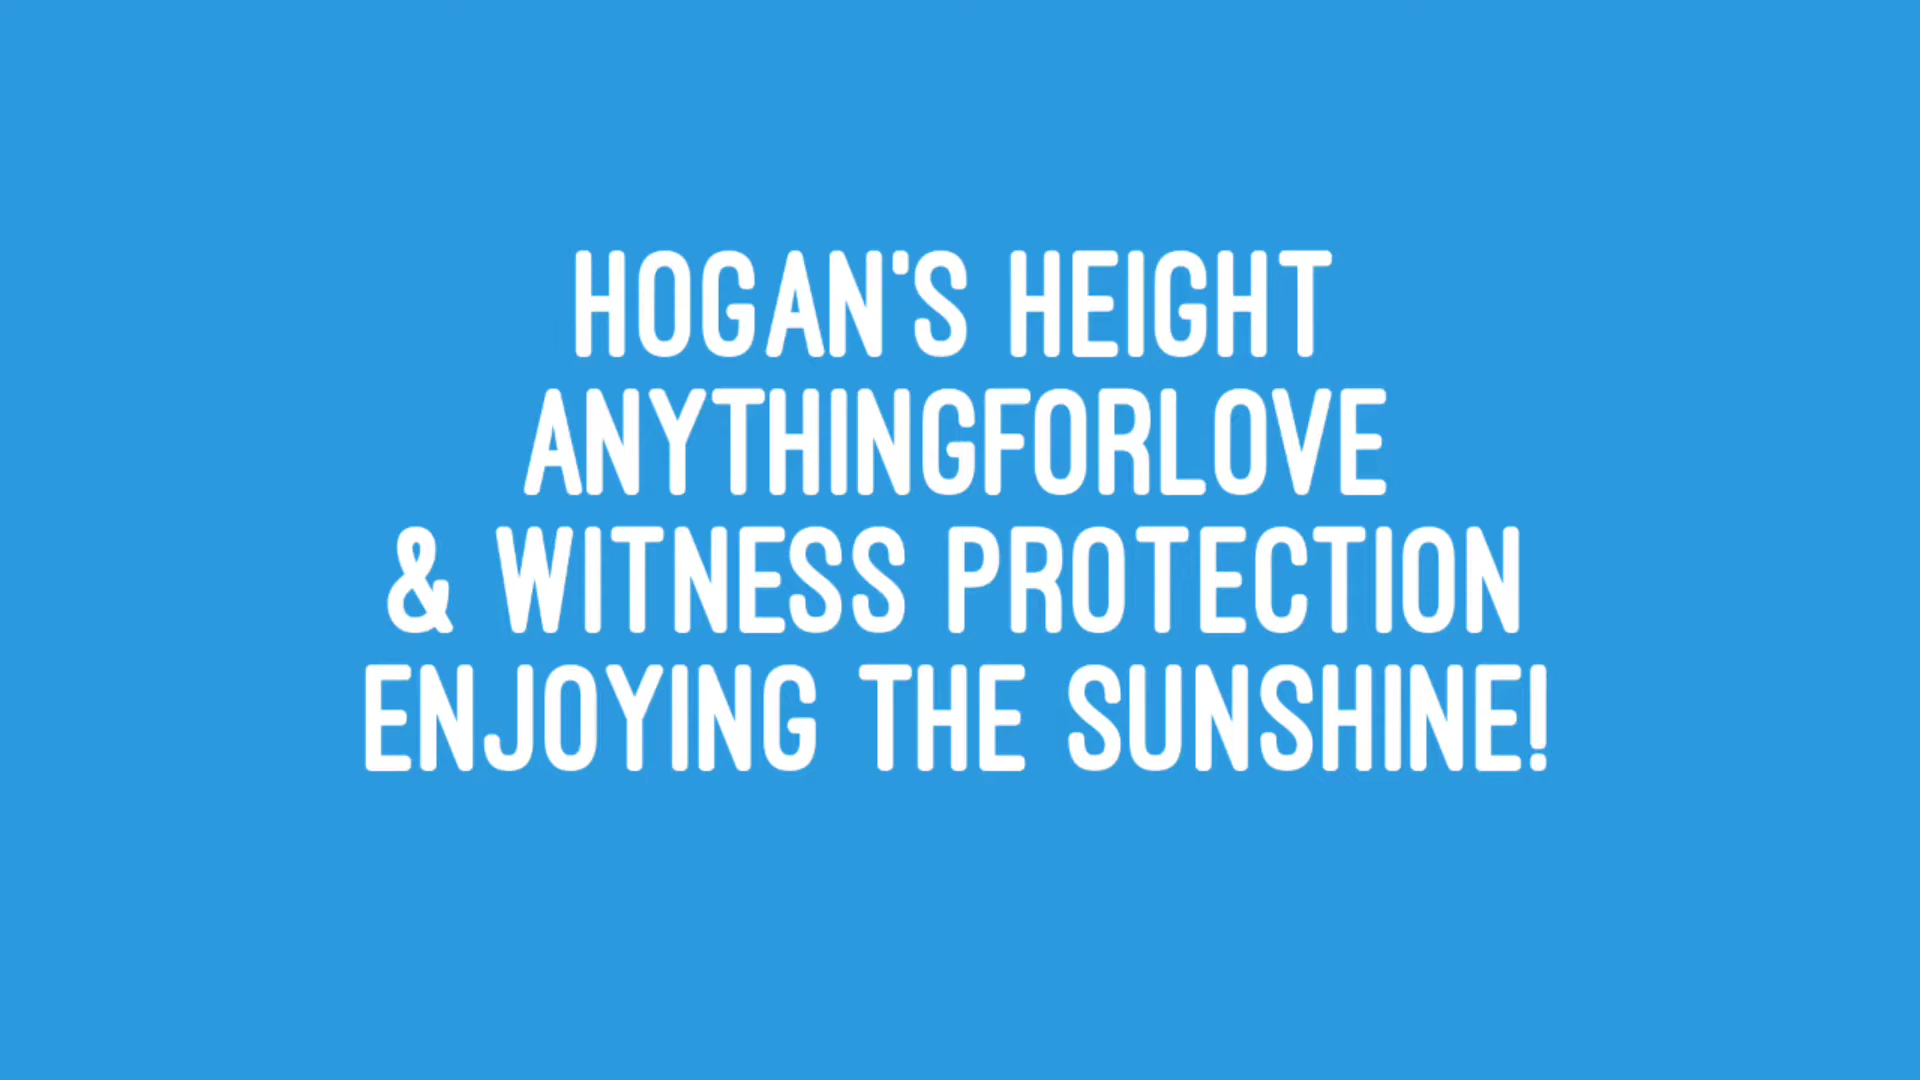 HOGAN'S HEIGHT
ANYTHINGFORLOVE
& WITNESS PROTECTION
ENJOYING THE SUNSHINE!